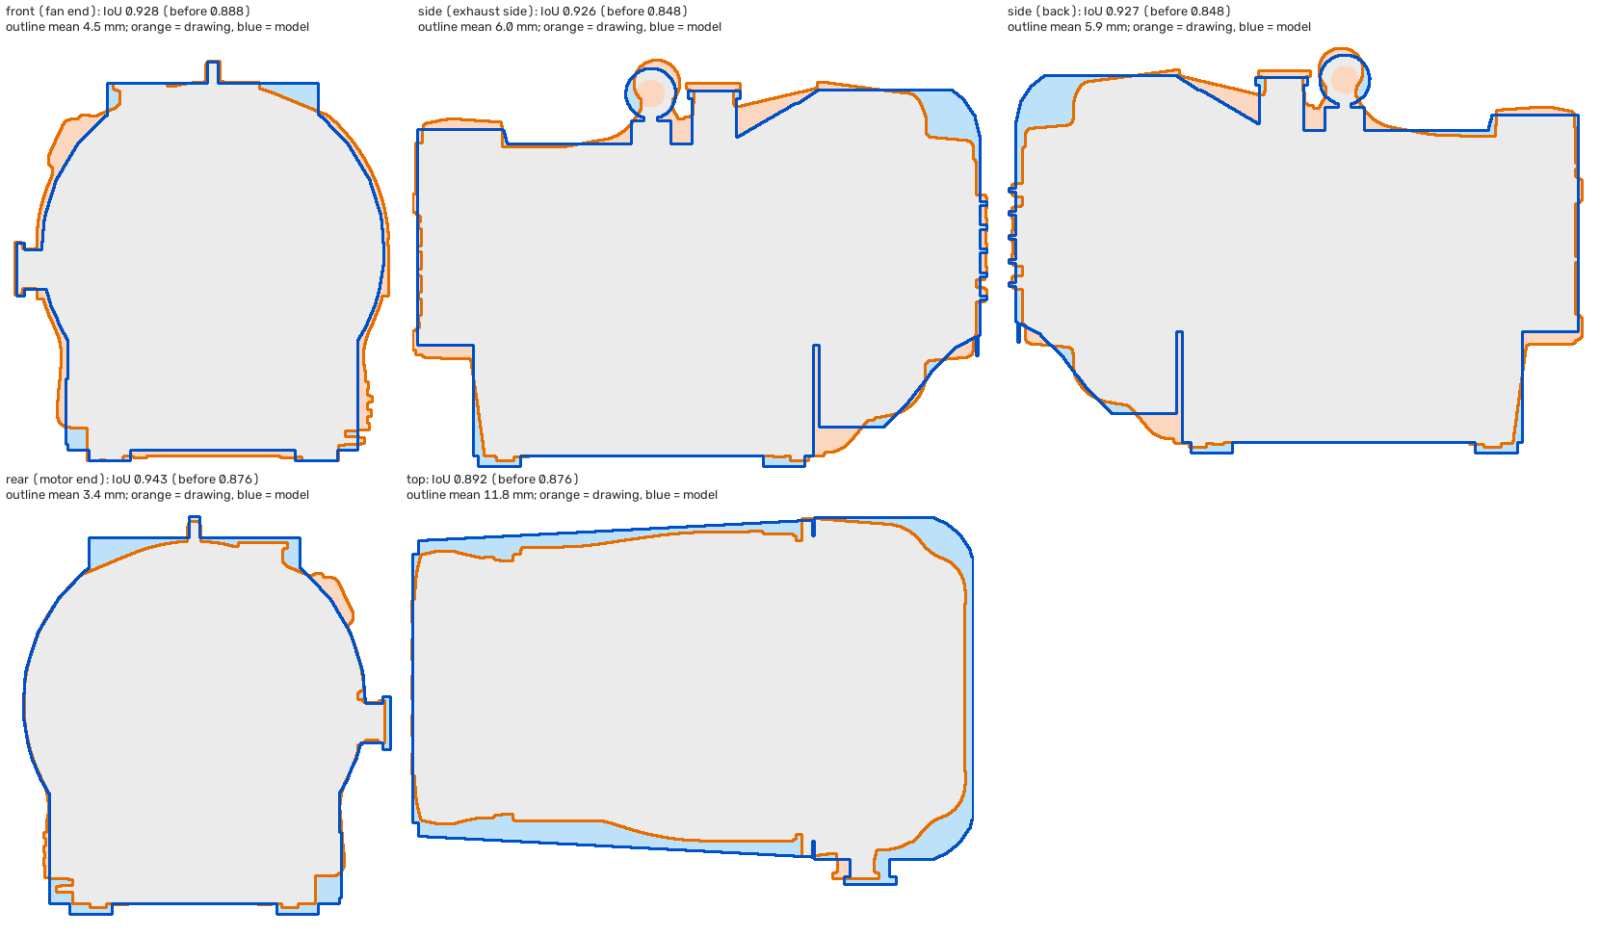 front (fan end): IoU 0.928 (before 0.888)
outline mean 4.5 mm; orange = drawing, blue = model
side (exhaust side): IoU 0.926 (before 0.848)
outline mean 6.0 mm; orange = drawing, blue = model
side (back): IoU 0.927 (before 0.848)
outline mean 5.9 mm; orange = drawing, blue = model
rear (motor end): IoU 0.943 (before 0.876)
outline mean 3.4 mm; orange = drawing, blue = model
top: IoU 0.892 (before 0.876)
outline mean 11.8 mm; orange = drawing, blue = model